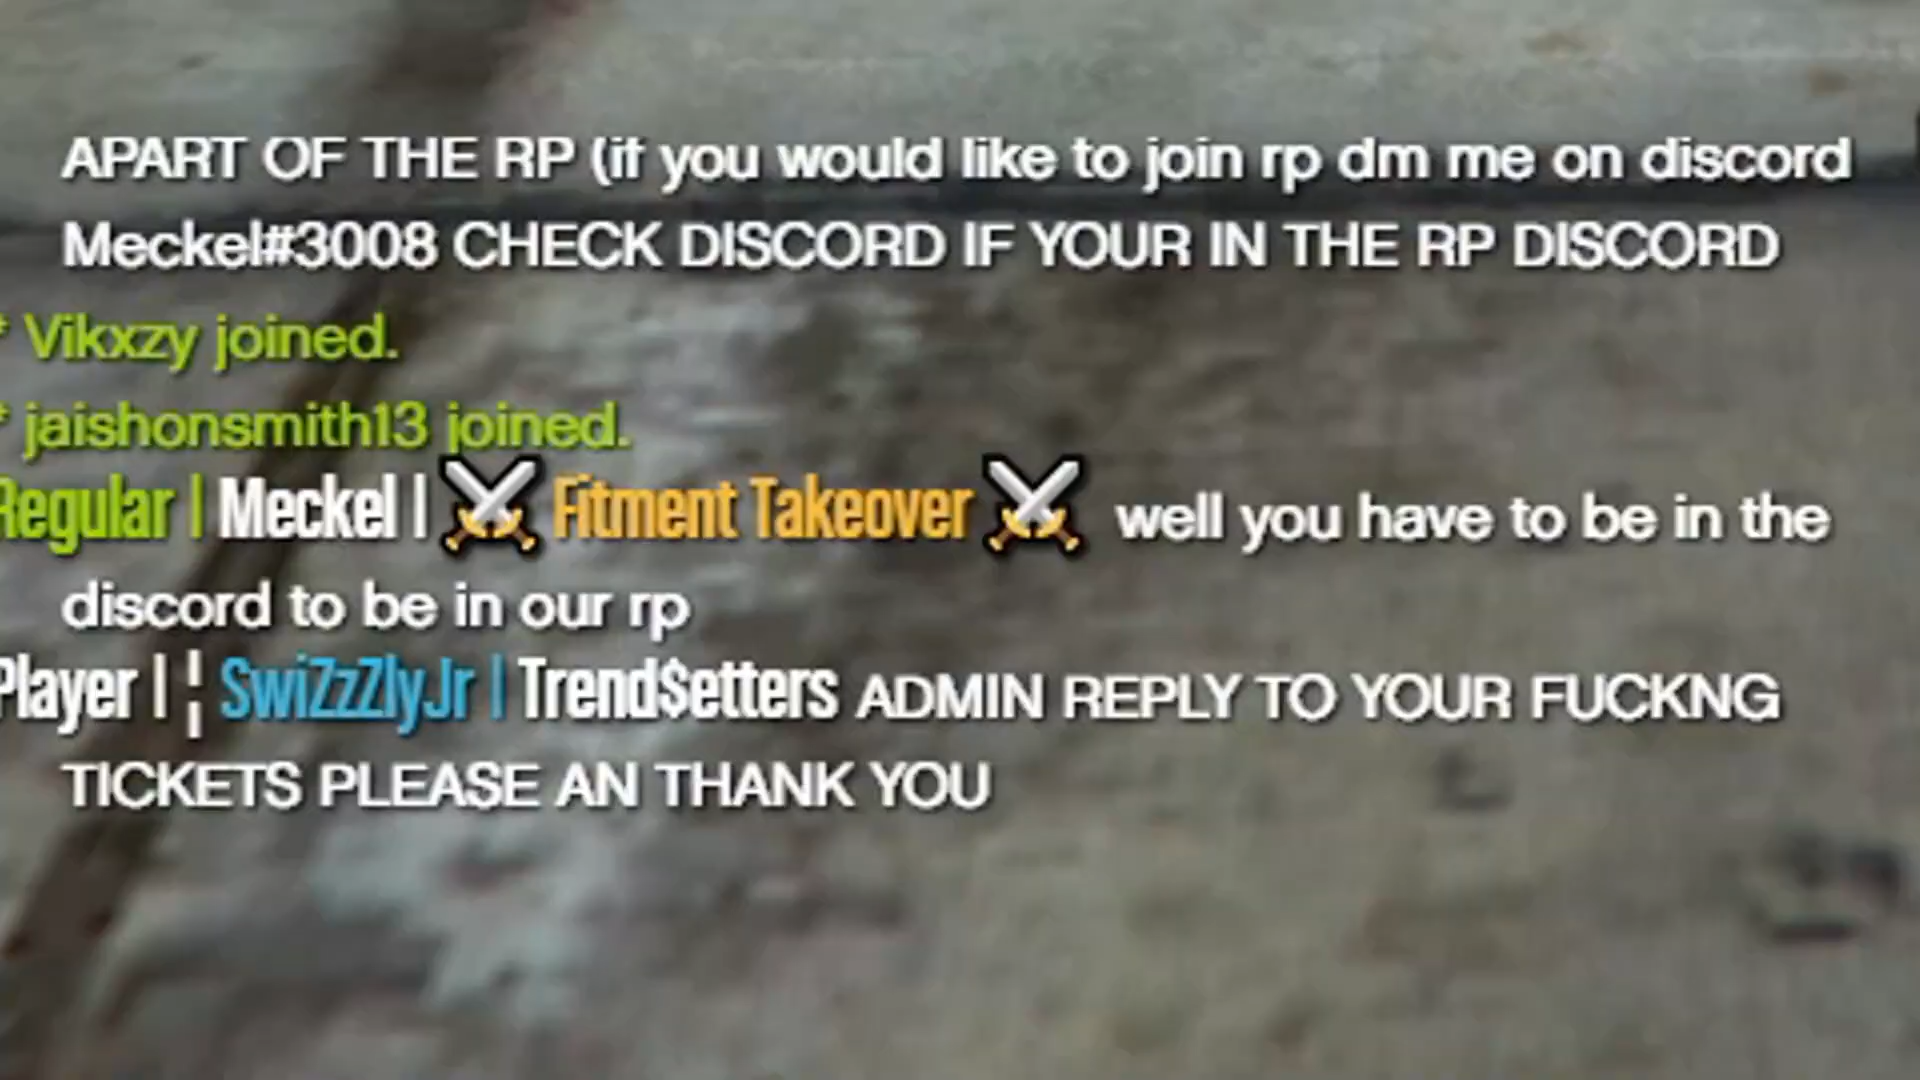 APART OF THE RP (if you would like to join rp dm me on discord
Meckel#3008 CHECK DISCORD IF YOUR IN THE RP DISCORD
* Vikxzy joined.
* jaishonsmith13 joined.
Regular | Meckel | ⚔ Fitment Takeover ⚔ well you have to be in the
discord to be in our rp
Player | ¦ SwiZzZlyJr | Trend$etters ADMIN REPLY TO YOUR FUCKNG
TICKETS PLEASE AN THANK YOU